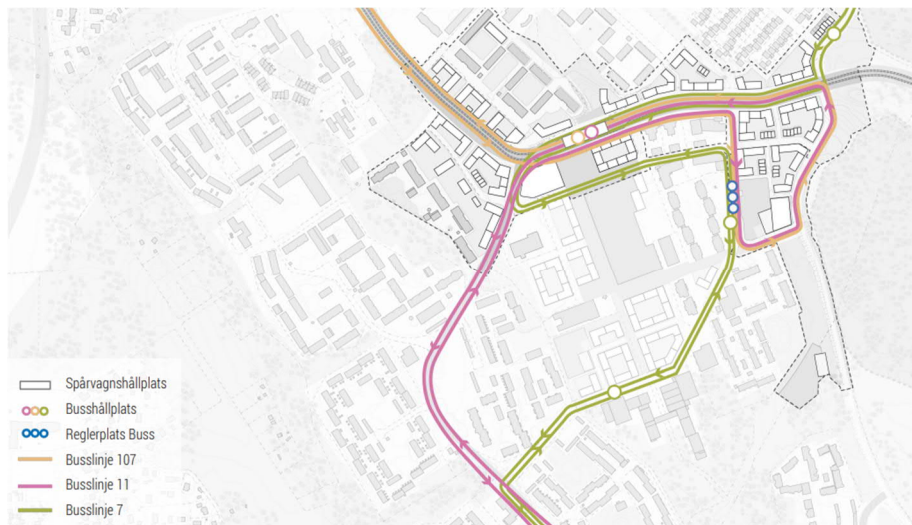 Spårvagnshållplats
Busshållplats
Reglerplats Buss
Busslinje 107
Busslinje 11
Busslinje 7